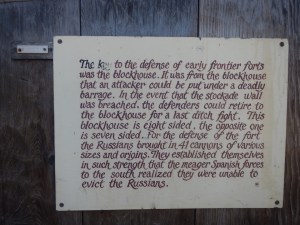 The to the defense of early frontier forts
was the blockhouse. It was from the blockhouse
that an attacker could be put under a deadly
barrage. In the event that the stockade wall
was breached, the defenders could retire to
the blockhouse for a last ditch fight. This
blockhouse is eight sided, the opposite one
is seven sided. For the defense of the fort
the Russians brought in 41 cannons of various
sizes and origins. They established themselves
in such strength that the meager Spanish forces
to the south realized they were unable to
evict the Russians.